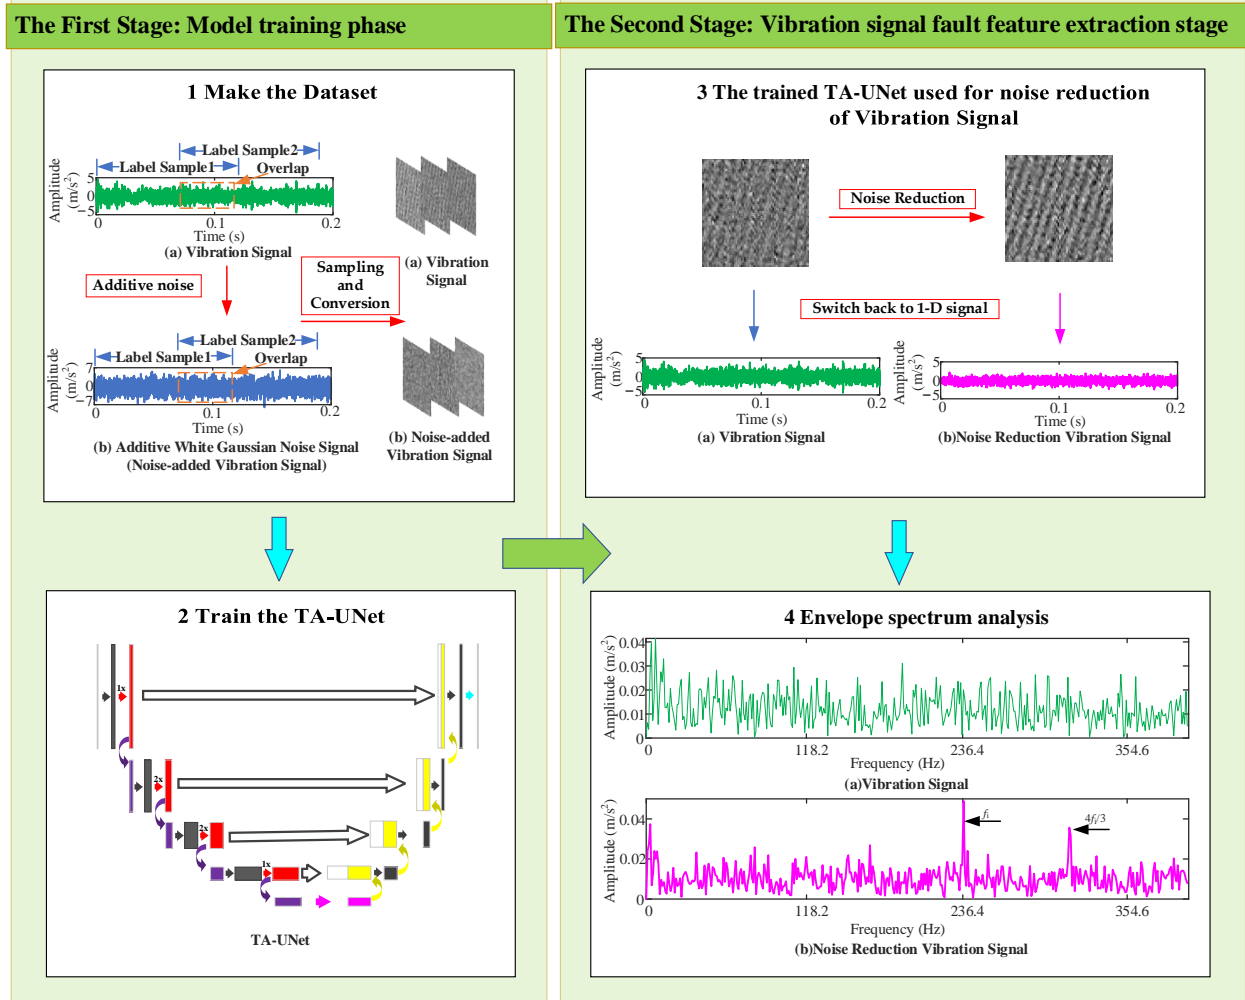 The First Stage: Model training phase
The Second Stage: Vibration signal fault feature extraction stage
1 Make the Dataset
Label Sample2
Label Sample1
Overlap
Amplitude
(m/s²)
5
0
−5
0
0.1
0.2
Time (s)
(a) Vibration Signal
(a) Vibration
Signal
Additive noise
Sampling
and
Conversion
Label Sample2
Label Sample1
Overlap
Amplitude
(m/s²)
7
0
−7
0
0.1
0.2
Time (s)
(b) Additive White Gaussian Noise Signal
(Noise-added Vibration Signal)
(b) Noise-added
Vibration Signal
2 Train the TA-UNet
1x
2x
2x
1x
TA-UNet
3 The trained TA-UNet used for noise reduction
of Vibration Signal
Noise Reduction
Switch back to 1-D signal
Amplitude
(m/s²)
5
0
−5
0
0.1
0.2
Time (s)
(a) Vibration Signal
Amplitude
(m/s²)
5
0
−5
0
0.1
0.2
Time (s)
(b)Noise Reduction Vibration Signal
4 Envelope spectrum analysis
Amplitude (m/s²)
0.04
0.03
0.02
0.01
0
0
118.2
236.4
354.6
Frequency (Hz)
(a)Vibration Signal
Amplitude (m/s²)
0.04
0.02
0
fi
4fi/3
0
118.2
236.4
354.6
Frequency (Hz)
(b)Noise Reduction Vibration Signal